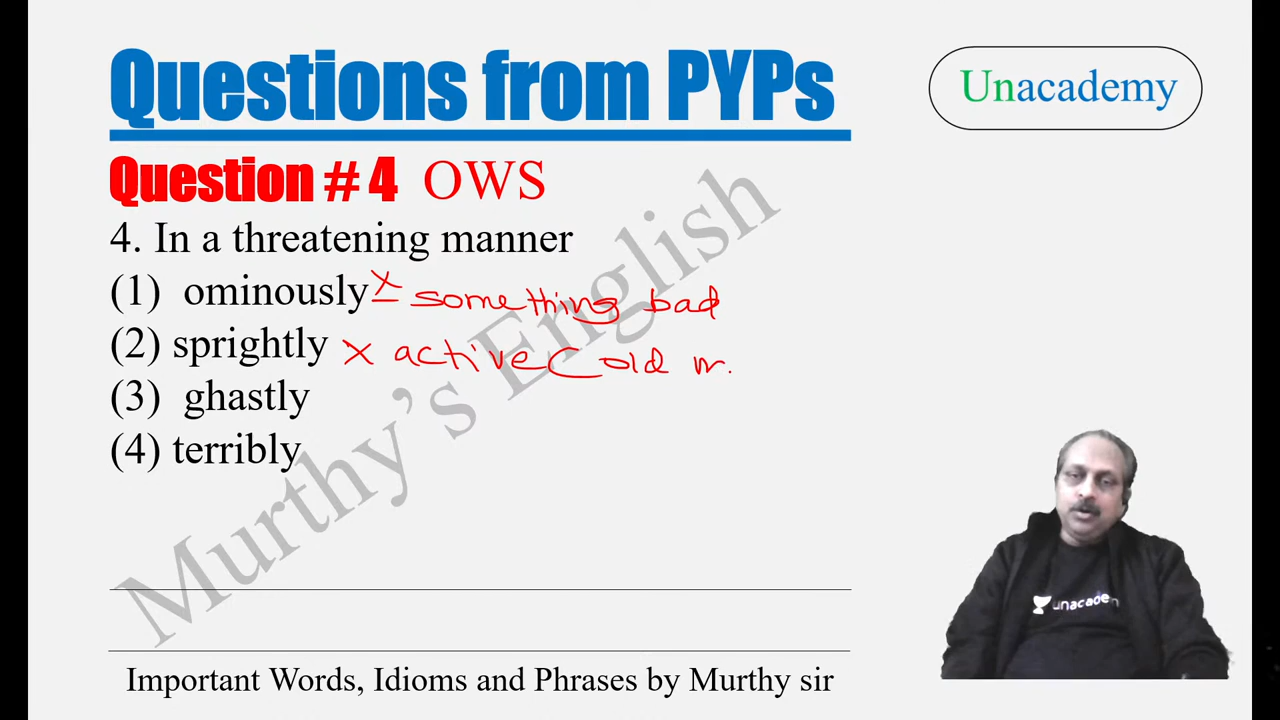 Questions from PYPs
Unacademy
Question # 4 OWS
4. In a threatening manner
(1) ominously x something bad
(2) sprightly x active (old m.
(3) ghastly
(4) terribly
Murthy's English
unacademy
Important Words, Idioms and Phrases by Murthy sir